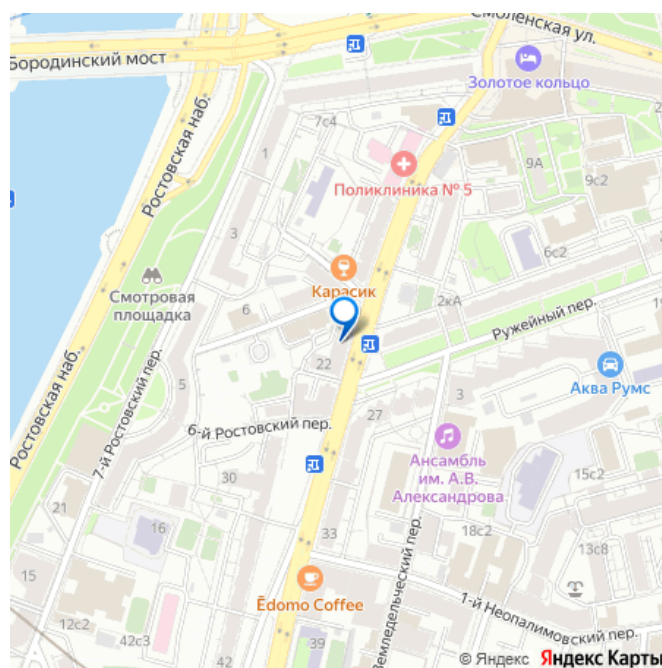 Смоленская ул.
Бородинский мост
Золотое кольцо
7с4
Ростовская наб.
1
9А
Поликлиника № 5
9с2
3
6с2
Карасик
2кА
Смотровая
площадка
6
Ружейный пер.
22
5
3
Аква Румс
Ростовская наб.
7-й Ростовский пер.
6-й Ростовский пер.
27
Ансамбль
им. А.В.
Александрова
30
15с2
21
16
33
18с2
13с8
15
12с3
Ēdomo Coffee
Земледельческий пер.
1-й Неопалимовский пер.
42с3
39
© Яндекс Яндекс Карты